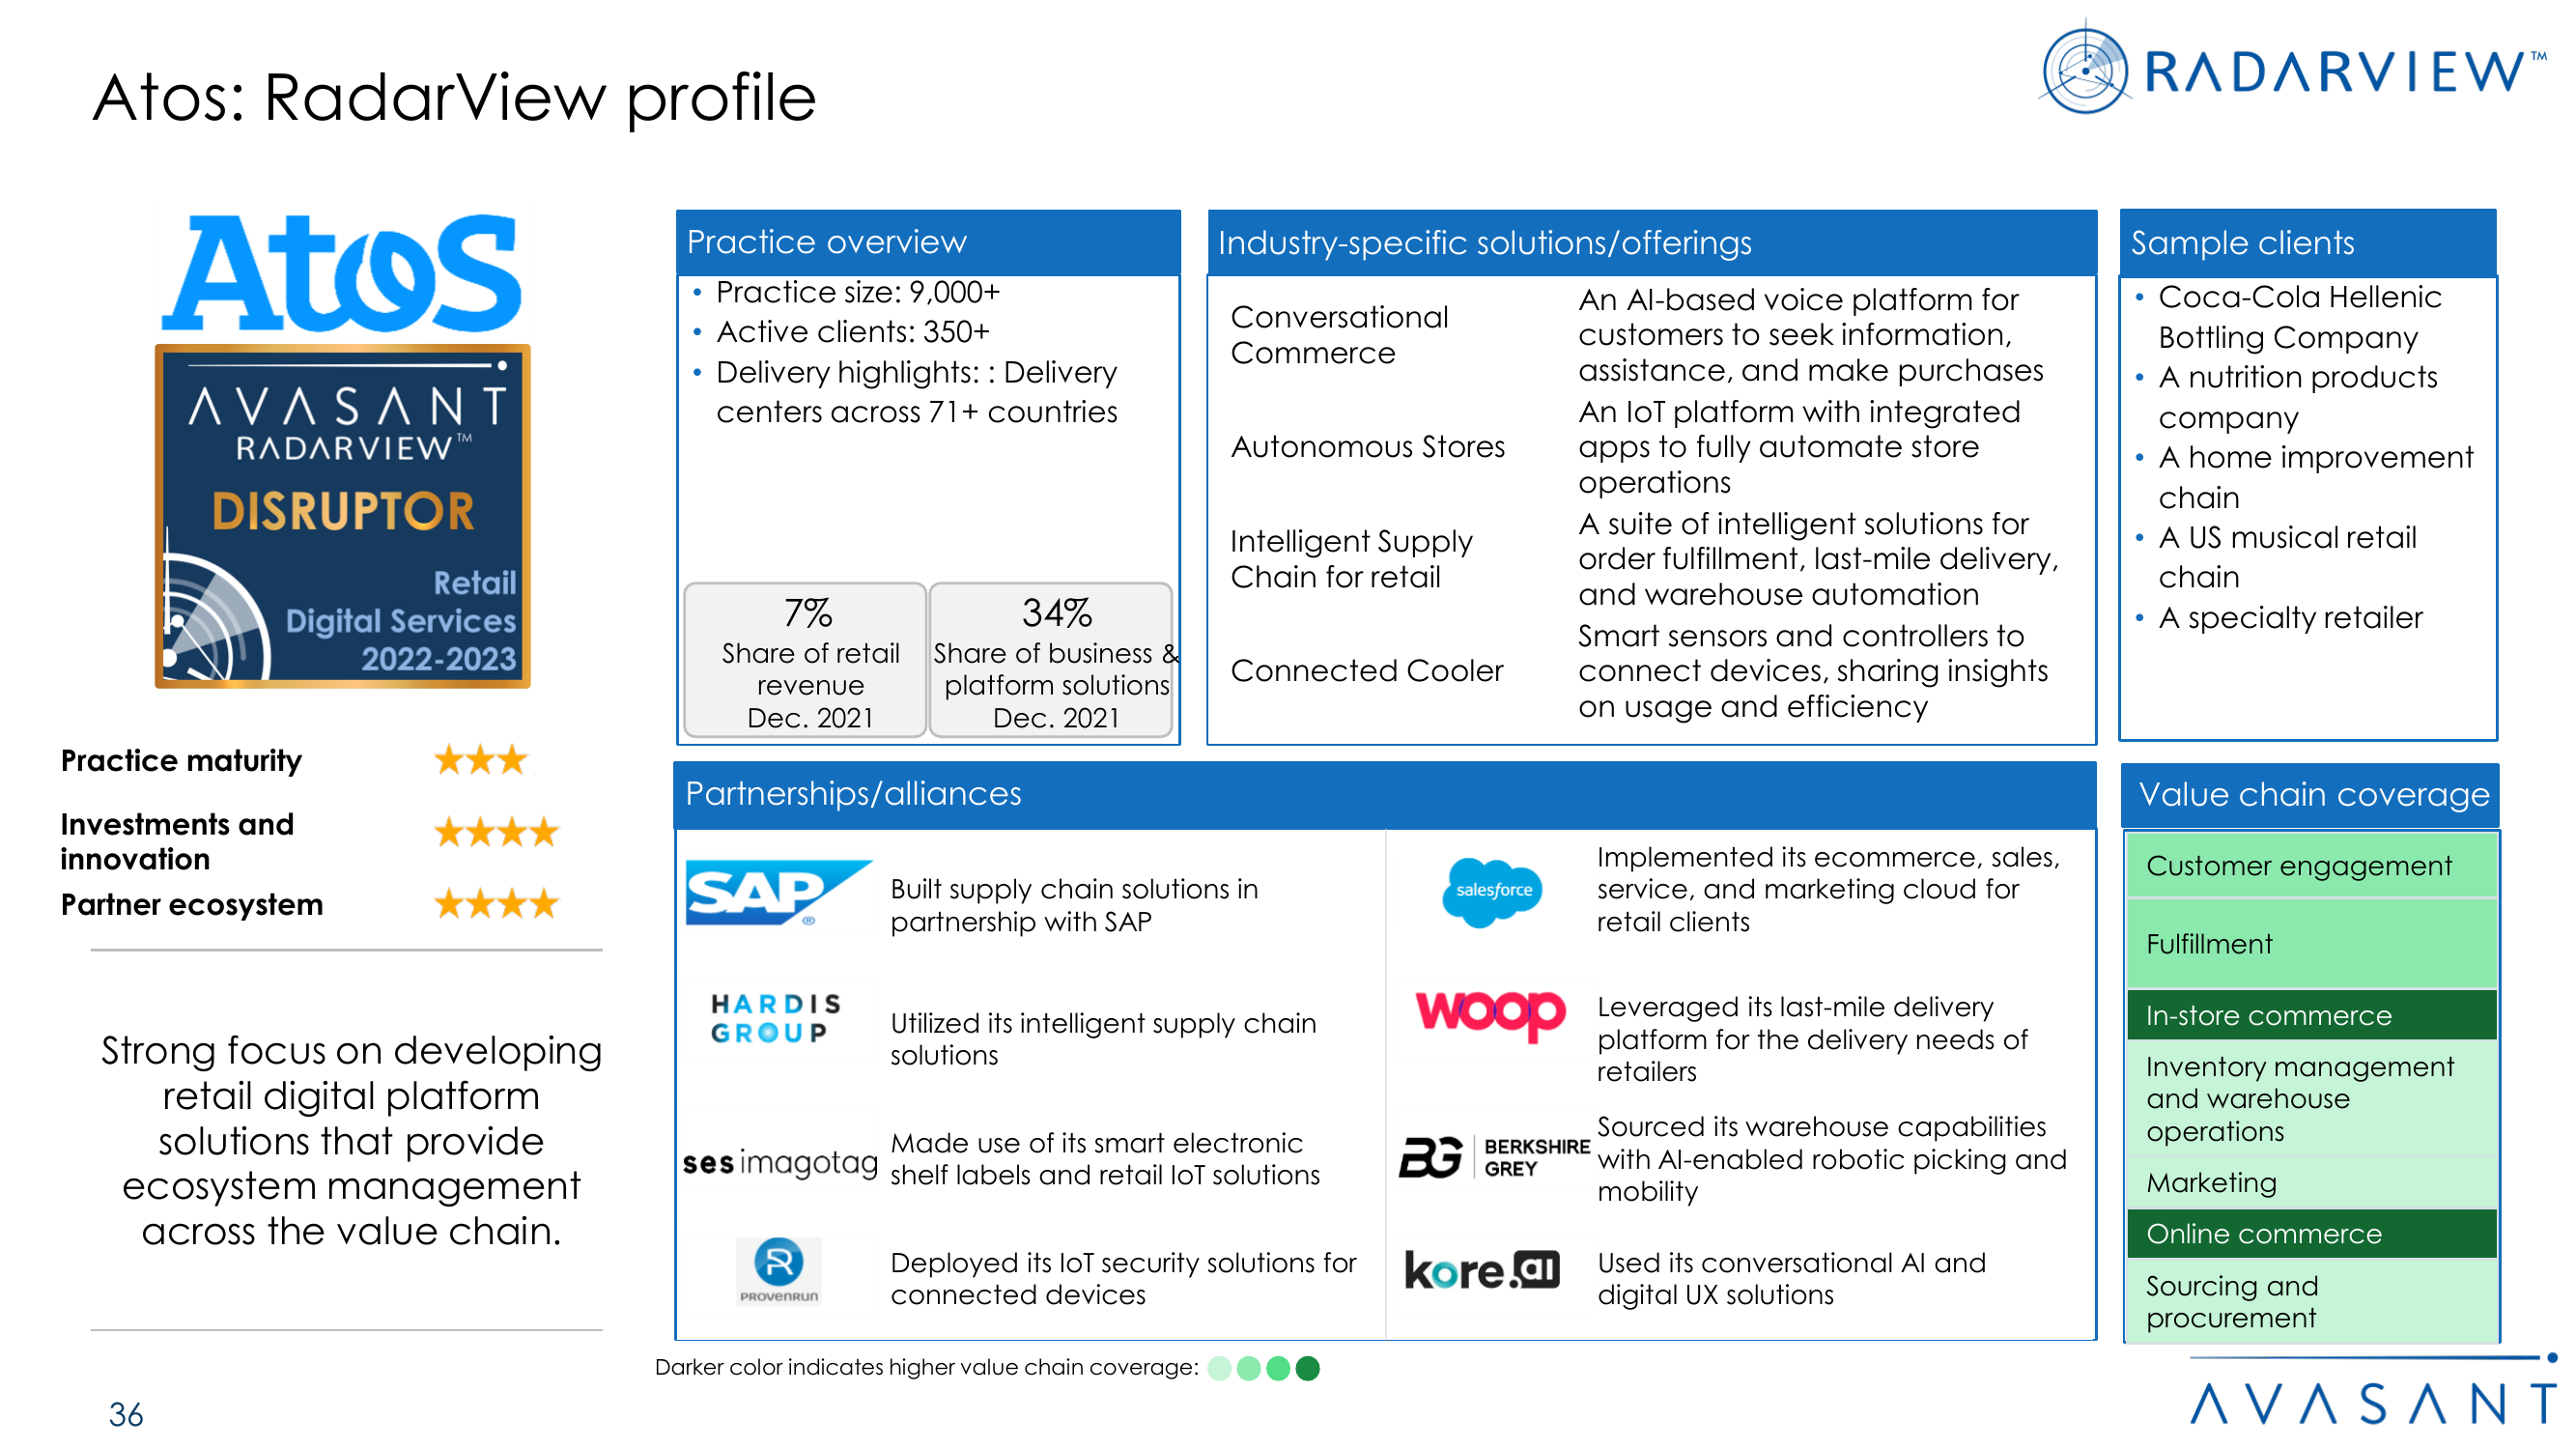 Atos: RadarView profile
RADARVIEW™
Atos
AVASANT
RADARVIEW™
DISRUPTOR
Retail
Digital Services
2022-2023
Practice maturity
Investments and
innovation
Partner ecosystem
Strong focus on developing
retail digital platform
solutions that provide
ecosystem management
across the value chain.
Practice overview
• Practice size: 9,000+
• Active clients: 350+
• Delivery highlights: : Delivery
centers across 71+ countries
7%
Share of retail
revenue
Dec. 2021
34%
Share of business &
platform solutions
Dec. 2021
Industry-specific solutions/offerings
Conversational
Commerce
An AI-based voice platform for
customers to seek information,
assistance, and make purchases
Autonomous Stores
An IoT platform with integrated
apps to fully automate store
operations
Intelligent Supply
Chain for retail
A suite of intelligent solutions for
order fulfillment, last-mile delivery,
and warehouse automation
Connected Cooler
Smart sensors and controllers to
connect devices, sharing insights
on usage and efficiency
Sample clients
• Coca-Cola Hellenic
Bottling Company
• A nutrition products
company
• A home improvement
chain
• A US musical retail
chain
• A specialty retailer
Partnerships/alliances
SAP®
Built supply chain solutions in
partnership with SAP
HARDIS
GROUP
Utilized its intelligent supply chain
solutions
ses imagotag
Made use of its smart electronic
shelf labels and retail IoT solutions
PROVENRUN
Deployed its IoT security solutions for
connected devices
salesforce
Implemented its ecommerce, sales,
service, and marketing cloud for
retail clients
woop
Leveraged its last-mile delivery
platform for the delivery needs of
retailers
BG BERKSHIRE
GREY
Sourced its warehouse capabilities
with AI-enabled robotic picking and
mobility
kore.ai
Used its conversational AI and
digital UX solutions
Value chain coverage
Customer engagement
Fulfillment
In-store commerce
Inventory management
and warehouse
operations
Marketing
Online commerce
Sourcing and
procurement
Darker color indicates higher value chain coverage:
36
AVASANT